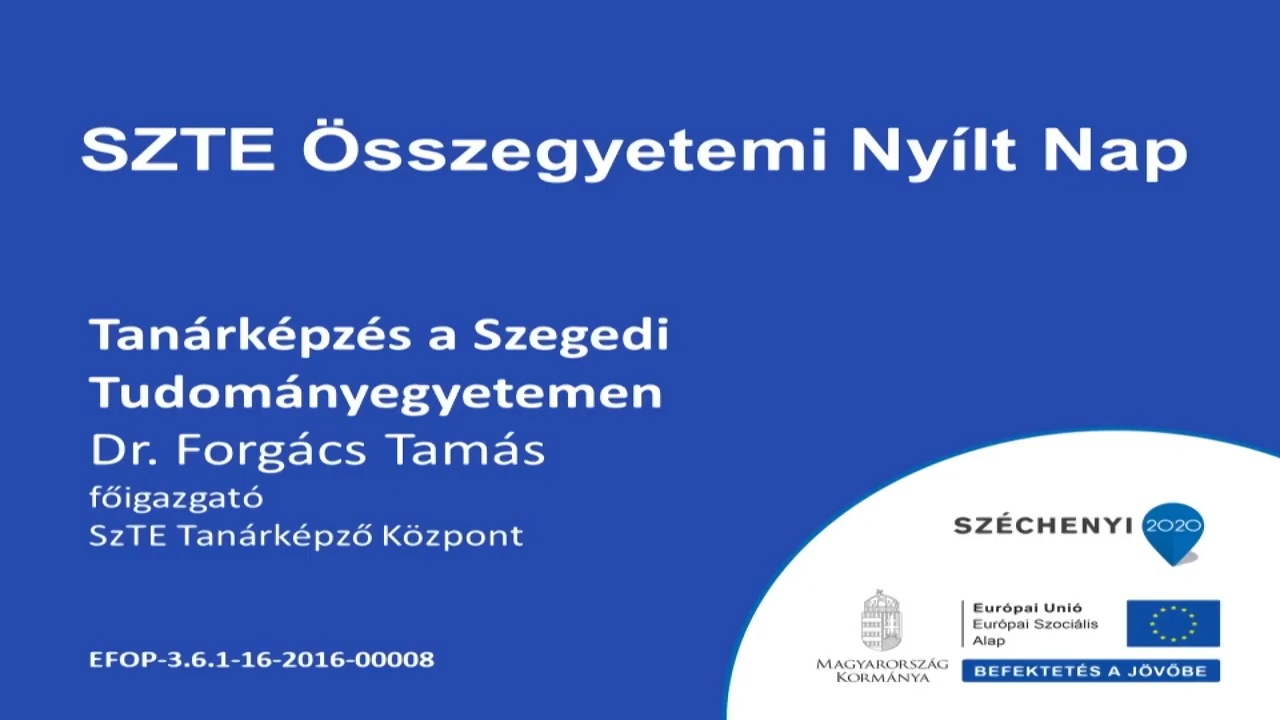 SZTE Összegyetemi Nyílt Nap
Tanárképzés a Szegedi
Tudományegyetemen
Dr. Forgács Tamás
főigazgató
SzTE Tanárképző Központ
EFOP-3.6.1-16-2016-00008
SZÉCHENYI 2020
Európai Unió
Európai Szociális
Alap
MAGYARORSZÁG
KORMÁNYA
BEFEKTETÉS A JÖVŐBE